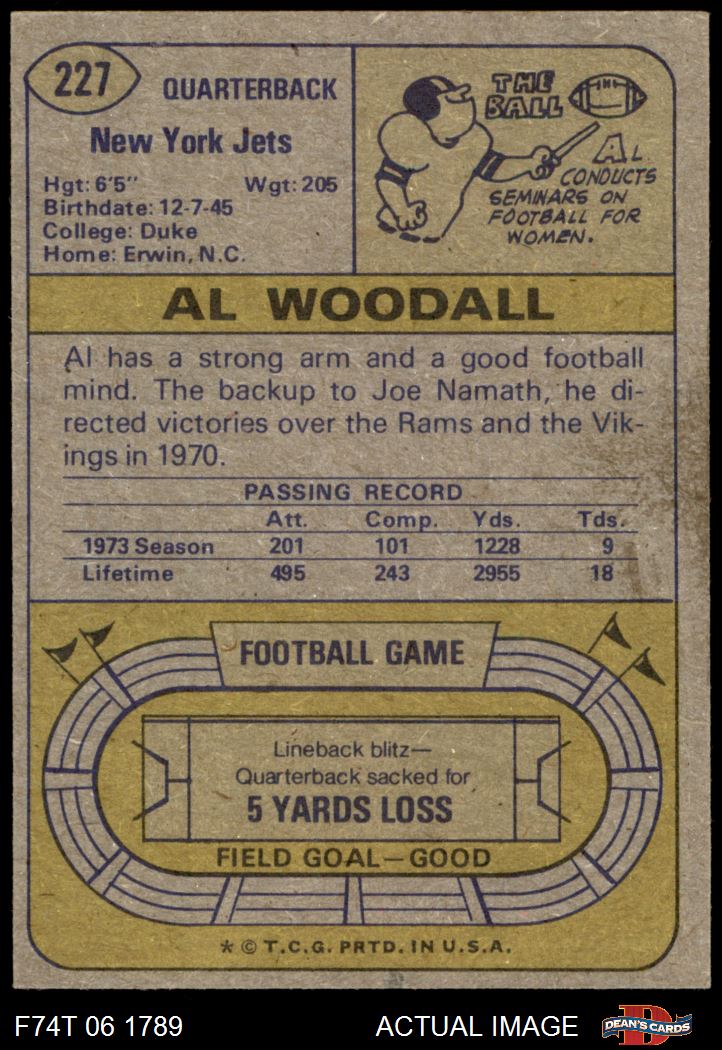 227
QUARTERBACK
New York Jets
Hgt: 6'5" Wgt: 205
Birthdate: 12-7-45
College: Duke
Home: Erwin, N.C.
THE
BALL
AL
CONDUCTS
SEMINARS ON
FOOTBALL FOR
WOMEN.
AL WOODALL
Al has a strong arm and a good football
mind. The backup to Joe Namath, he di-
rected victories over the Rams and the Vik-
ings in 1970.
PASSING RECORD
Att. Comp. Yds. Tds.
1973 Season 201 101 1228 9
Lifetime 495 243 2955 18
FOOTBALL GAME
Lineback blitz—
Quarterback sacked for
5 YARDS LOSS
FIELD GOAL—GOOD
* © T.C.G. PRTD. IN U.S.A.
F74T 06 1789 ACTUAL IMAGE D DEAN'S CARDS